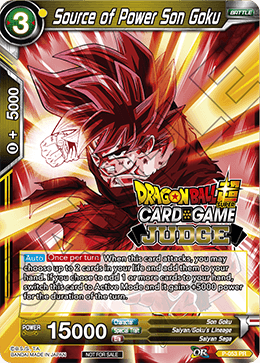 3
Source of Power Son Goku
BATTLE
0 + 5000
DRAGON BALL
SUPER
CARD GAME
JUDGE
Auto Once per turn When this card attacks, you may
choose up to 2 cards in your life and add them to your
hand. If you choose to add 1 or more cards to your hand,
switch this card to Active Mode and it gains +5000 power
for the duration of the turn.
POWER 15000
Character Son Goku
Special Trait Saiyan/Goku's Lineage
Era Saiyan Saga
BANDAI MADE IN JAPAN
NOT FOR SALE
P-053 PR